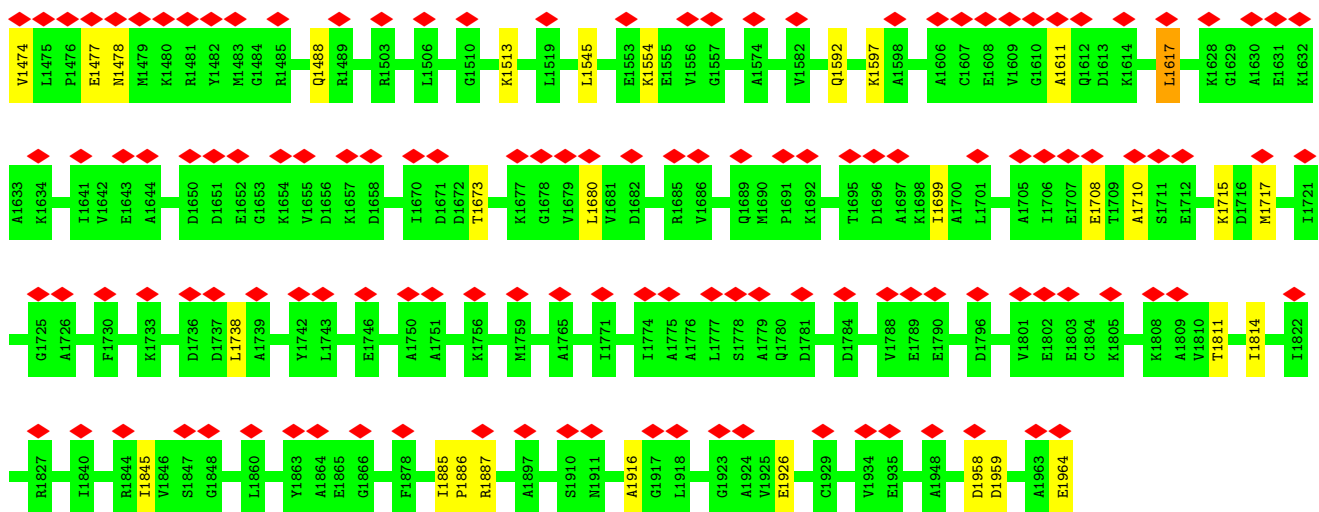 V1474 L1475 P1476 E1477 N1478 M1479 K1480 R1481 Y1482 M1483 G1484 R1485 Q1488 R1489 R1503 L1506 G1510 K1513 L1519 L1545 E1553 K1554 E1555 V1556 G1557 A1574 V1582 Q1592 K1597 A1598 A1606 C1607 E1608 V1609 G1610 A1611 Q1612 D1613 K1614 L1617 K1628 G1629 A1630 E1631 K1632
A1633 K1634 I1641 V1642 E1643 A1644 D1650 D1651 E1652 G1653 K1654 V1655 D1656 K1657 D1658 I1670 D1671 D1672 T1673 K1677 G1678 V1679 L1680 V1681 D1682 R1685 V1686 Q1689 M1690 P1691 K1692 T1695 D1696 A1697 K1698 I1699 A1700 L1701 A1705 I1706 E1707 E1708 T1709 A1710 S1711 E1712 K1715 D1716 M1717 I1721
G1725 A1726 F1730 K1733 D1736 D1737 L1738 A1739 Y1742 L1743 E1746 A1750 A1751 K1756 M1759 A1765 I1771 I1774 A1775 A1776 L1777 S1778 A1779 Q1780 D1781 D1784 V1788 E1789 E1790 D1796 V1801 E1802 E1803 C1804 K1805 K1808 A1809 V1810 T1811 I1814 I1822
R1827 I1840 R1844 I1845 V1846 S1847 G1848 L1860 Y1863 A1864 E1865 G1866 F1878 I1885 P1886 R1887 A1897 S1910 N1911 A1916 G1917 L1918 G1923 A1924 V1925 E1926 C1929 V1934 E1935 A1948 D1958 D1959 A1963 E1964